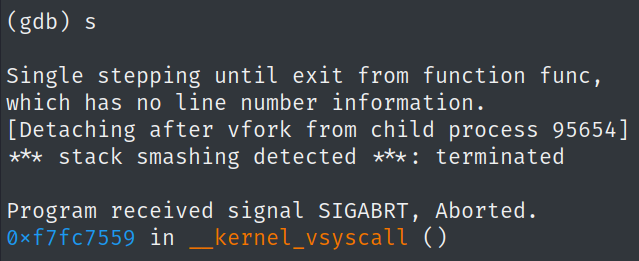 (gdb) s
Single stepping until exit from function func,
which has no line number information.
[Detaching after vfork from child process 95654]
*** stack smashing detected ***: terminated
Program received signal SIGABRT, Aborted.
0xf7fc7559 in __kernel_vsyscall ()